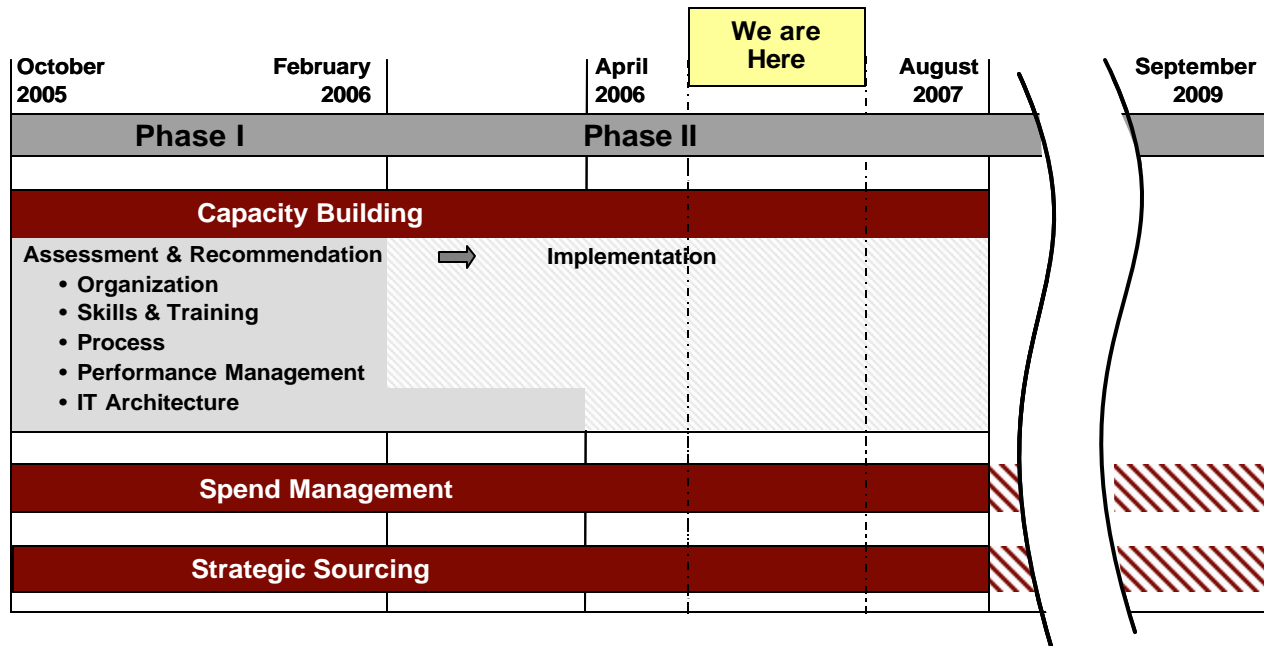 We are
Here
October
2005
February
2006
April
2006
August
2007
September
2009
Phase I
Phase II
Capacity Building
Assessment & Recommendation
Implementation
• Organization
• Skills & Training
• Process
• Performance Management
• IT Architecture
Spend Management
Strategic Sourcing